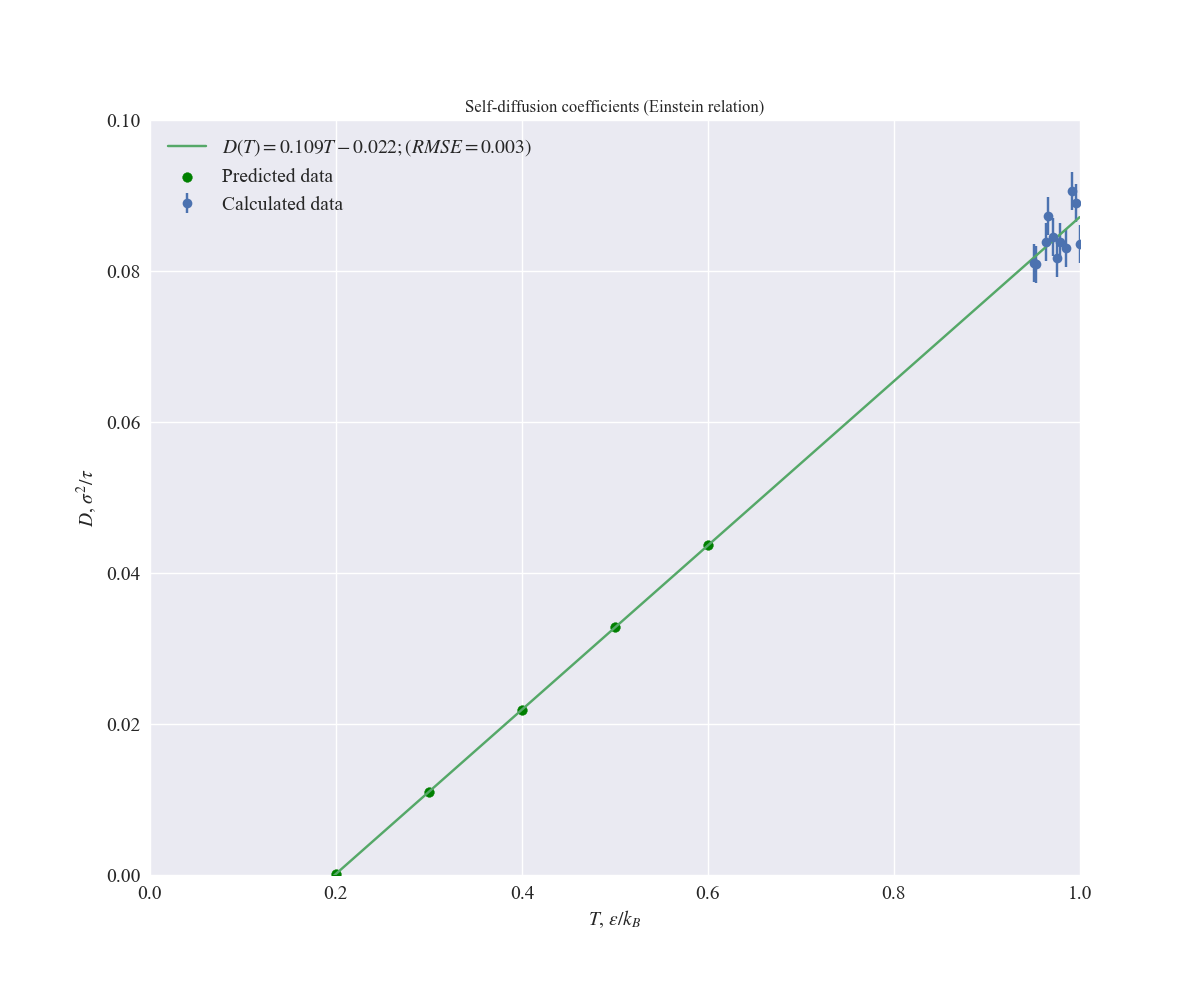 Self-diffusion coefficients (Einstein relation)
D(T) = 0.109T − 0.022; (RMSE = 0.003)
Predicted data
Calculated data
0.10
0.08
0.06
0.04
0.02
0.00
D, σ²/τ
0.0 0.2 0.4 0.6 0.8 1.0
T, ε/k_B